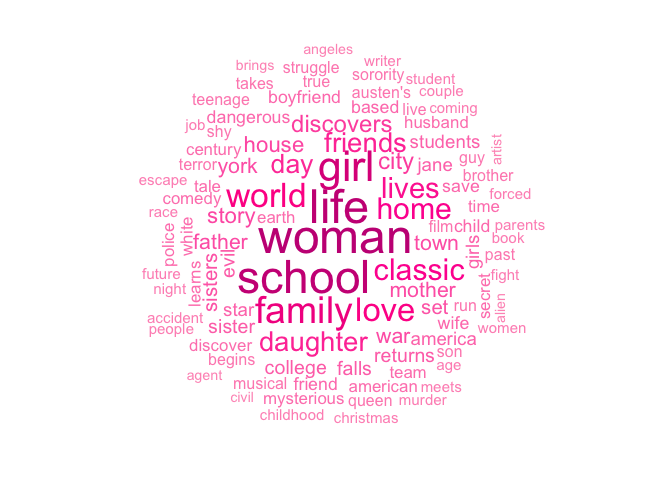 angeles
brings writer
struggle sorority student
takes true couple
teenage boyfriend austen's
based live coming
dangerous discovers husband
job shy
century house friends students
terror york day girl city jane guy artist
escape tale world life lives save brother forced
comedy home time
race story earth film child parents
white father woman town girls book
police evil past
future learns sisters school classic secret fight
night mother alien
accident star family love set run
people sister wife women
discover daughter war america
begins returns son
agent college falls team age
musical friend american meets
civil mysterious queen murder
childhood christmas